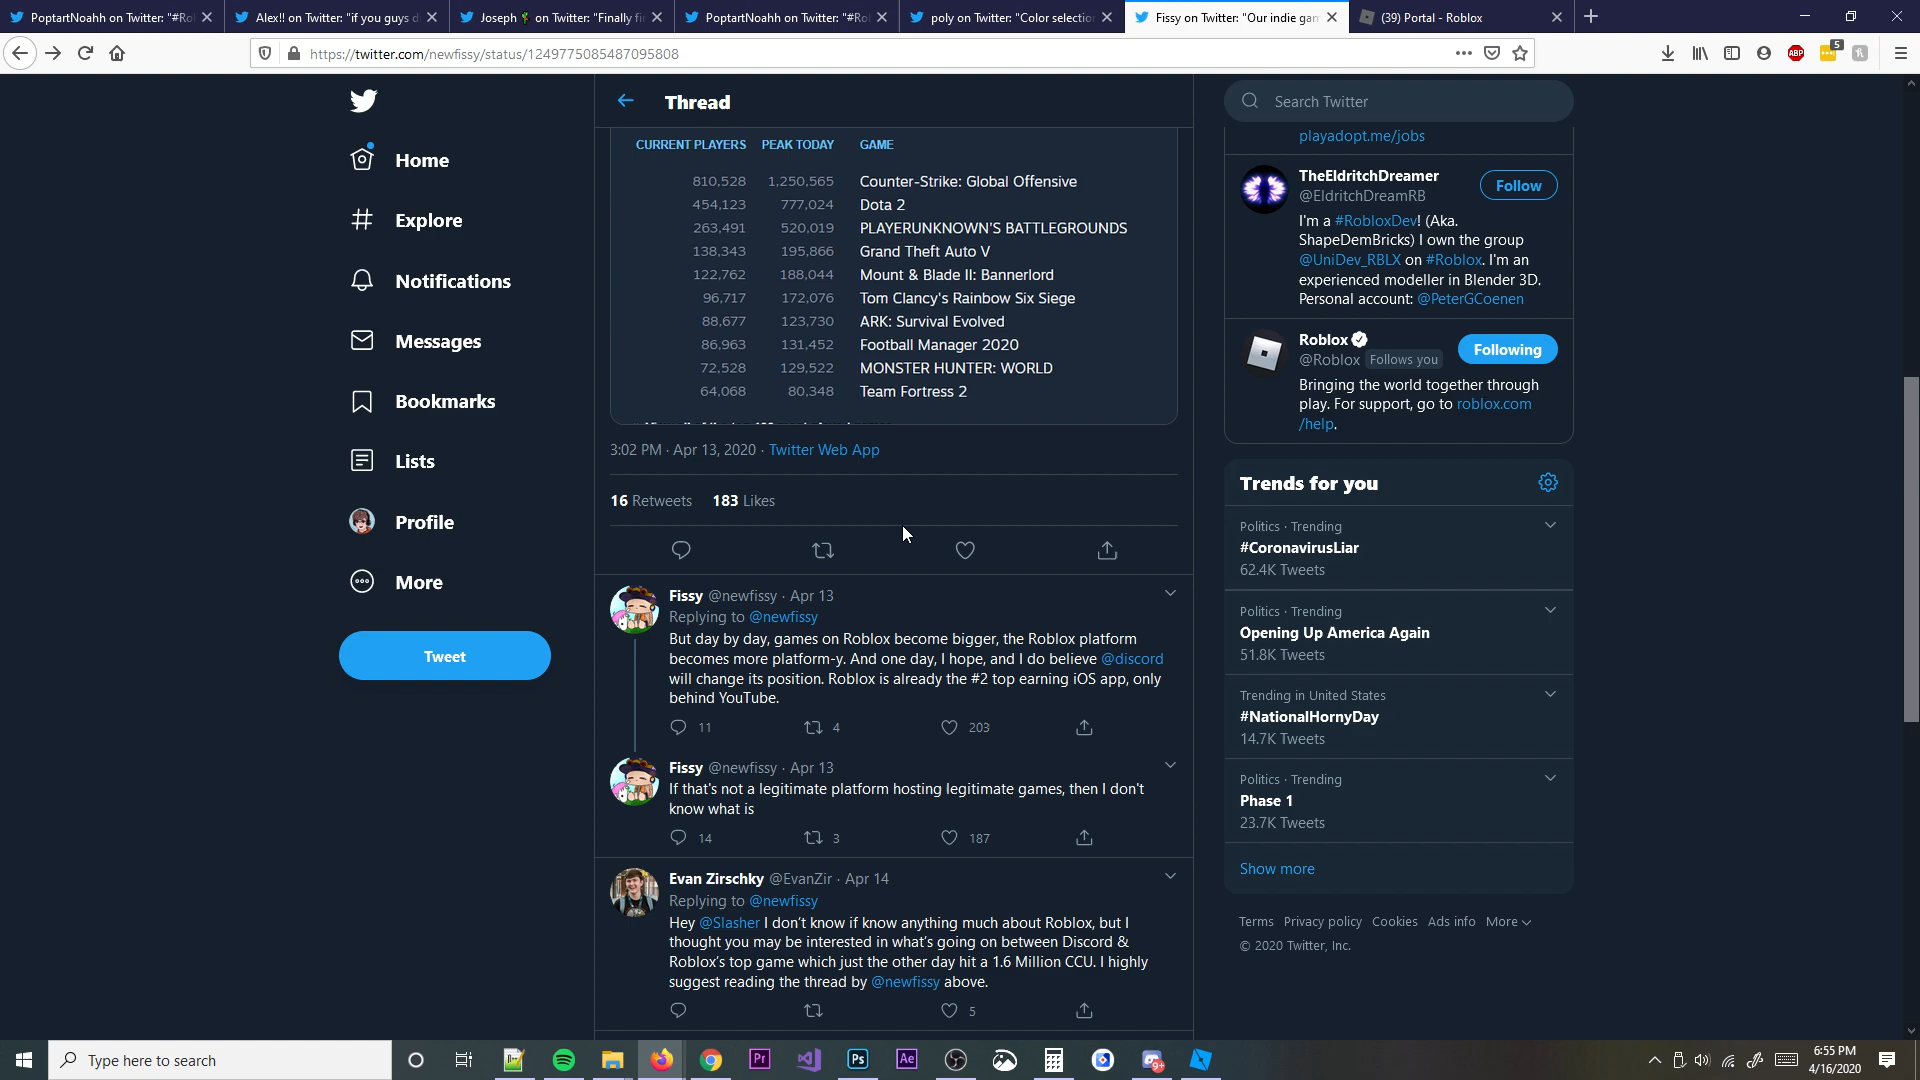 PoptartNoahh on Twitter: "#Ro
Alex!! on Twitter: "if you guys d
Joseph on Twitter: "Finally fi
PoptartNoahh on Twitter: "#Ro
poly on Twitter: "Color selection
Fissy on Twitter: "Our indie gam
(39) Portal - Roblox
https://twitter.com/newfissy/status/1249775085487095808
ABP
5
Home
Explore
Notifications
Messages
Bookmarks
Lists
Profile
More
Tweet
Thread
CURRENT PLAYERS PEAK TODAY GAME
810,528 1,250,565 Counter-Strike: Global Offensive
454,123 777,024 Dota 2
263,491 520,019 PLAYERUNKNOWN'S BATTLEGROUNDS
138,343 195,866 Grand Theft Auto V
122,762 188,044 Mount & Blade II: Bannerlord
96,717 172,076 Tom Clancy's Rainbow Six Siege
88,677 123,730 ARK: Survival Evolved
86,963 131,452 Football Manager 2020
72,528 129,522 MONSTER HUNTER: WORLD
64,068 80,348 Team Fortress 2
3:02 PM · Apr 13, 2020 · Twitter Web App
16 Retweets 183 Likes
Fissy @newfissy · Apr 13
Replying to @newfissy
But day by day, games on Roblox become bigger, the Roblox platform
becomes more platform-y. And one day, I hope, and I do believe @discord
will change its position. Roblox is already the #2 top earning iOS app, only
behind YouTube.
11 4 203
Fissy @newfissy · Apr 13
If that's not a legitimate platform hosting legitimate games, then I don't
know what is
14 3 187
Evan Zirschky @EvanZir · Apr 14
Replying to @newfissy
Hey @Slasher I don't know if know anything much about Roblox, but I
thought you may be interested in what's going on between Discord &
Roblox's top game which just the other day hit a 1.6 Million CCU. I highly
suggest reading the thread by @newfissy above.
5
Search Twitter
playadopt.me/jobs
TheEldritchDreamer
@EldritchDreamRB
Follow
I'm a #RobloxDev! (Aka.
ShapeDemBricks) I own the group
@UniDev_RBLX on #Roblox. I'm an
experienced modeller in Blender 3D.
Personal account: @PeterGCoenen
Roblox
@Roblox Follows you
Following
Bringing the world together through
play. For support, go to roblox.com
/help.
Trends for you
Politics · Trending
#CoronavirusLiar
62.4K Tweets
Politics · Trending
Opening Up America Again
51.8K Tweets
Trending in United States
#NationalHornyDay
14.7K Tweets
Politics · Trending
Phase 1
23.7K Tweets
Show more
Terms Privacy policy Cookies Ads info More
© 2020 Twitter, Inc.
Type here to search
Pr
Ps
Ae
9+
6:55 PM
4/16/2020